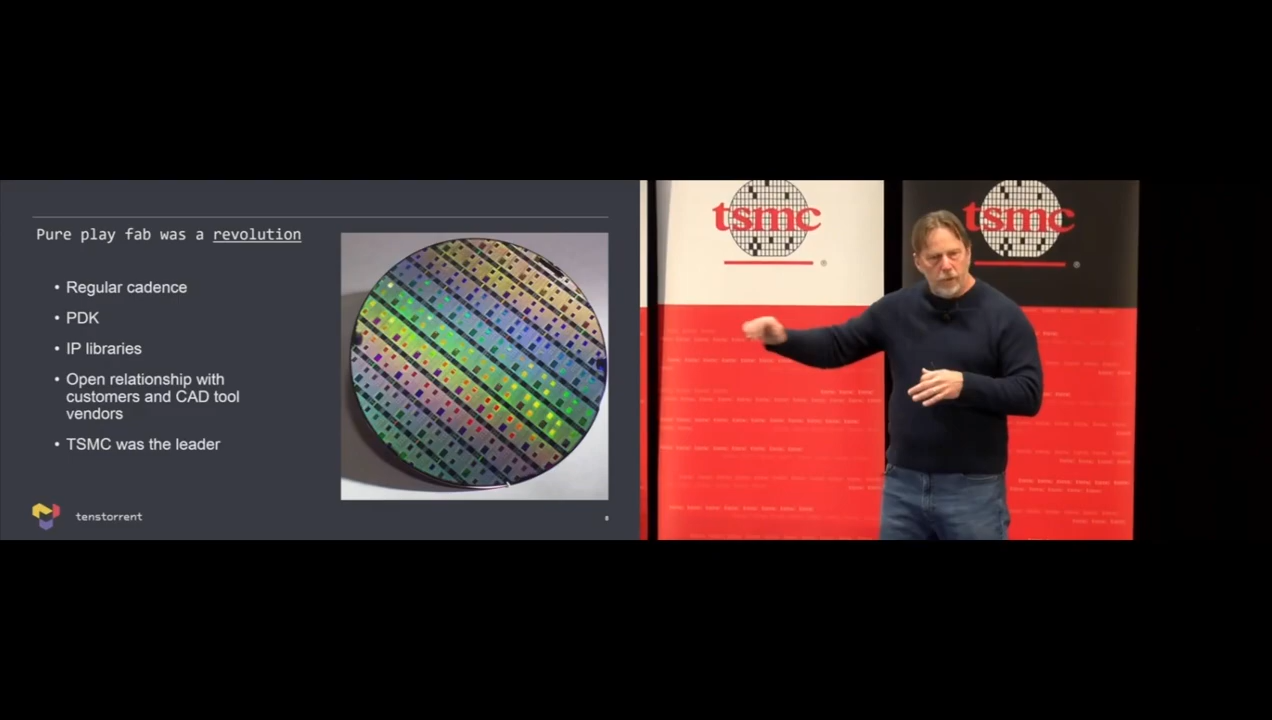 Pure play fab was a revolution
• Regular cadence
• PDK
• IP libraries
• Open relationship with
customers and CAD tool
vendors
• TSMC was the leader
tenstorrent
8
tsmc
®
tsmc
®